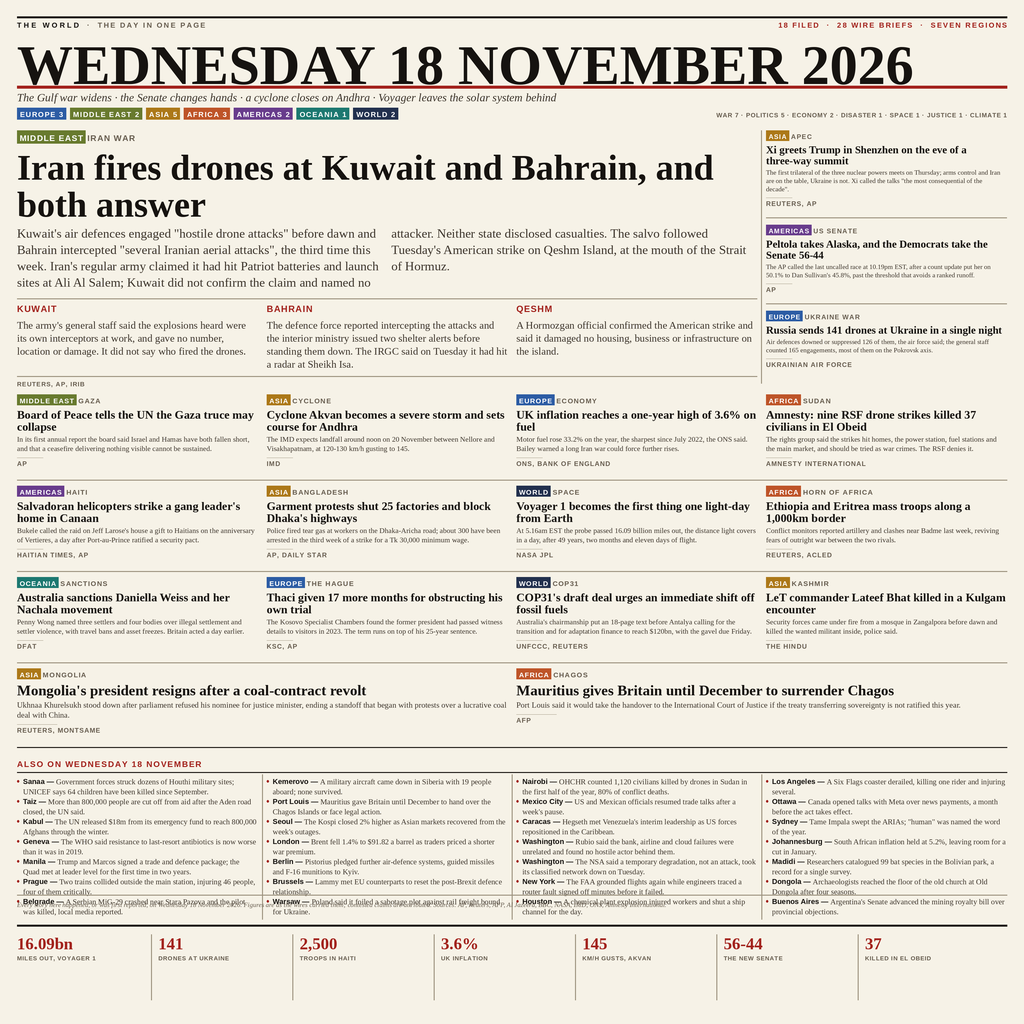 THE WORLD · THE DAY IN ONE PAGE
18 FILED · 28 WIRE BRIEFS · SEVEN REGIONS
WEDNESDAY 18 NOVEMBER 2026
The Gulf war widens · the Senate changes hands · a cyclone closes on Andhra · Voyager leaves the solar system behind
EUROPE 3 MIDDLE EAST 2 ASIA 5 AFRICA 3 AMERICAS 2 OCEANIA 1 WORLD 2
WAR 7 · POLITICS 5 · ECONOMY 2 · DISASTER 1 · SPACE 1 · JUSTICE 1 · CLIMATE 1
MIDDLE EAST IRAN WAR
Iran fires drones at Kuwait and Bahrain, and
both answer
Kuwait's air defences engaged "hostile drone attacks" before dawn and
Bahrain intercepted "several Iranian aerial attacks", the third time this
week. Iran's regular army claimed it had hit Patriot batteries and launch
sites at Ali Al Salem; Kuwait did not confirm the claim and named no
attacker. Neither state disclosed casualties. The salvo followed
Tuesday's American strike on Qeshm Island, at the mouth of the Strait
of Hormuz.
KUWAIT
The army's general staff said the explosions heard were
its own interceptors at work, and gave no number,
location or damage. It did not say who fired the drones.
BAHRAIN
The defence force reported intercepting the attacks and
the interior ministry issued two shelter alerts before
standing them down. The IRGC said on Tuesday it had hit
a radar at Sheikh Isa.
QESHM
A Hormozgan official confirmed the American strike and
said it damaged no housing, business or infrastructure on
the island.
REUTERS, AP, IRIB
ASIA APEC
Xi greets Trump in Shenzhen on the eve of a
three-way summit
The first trilateral of the three nuclear powers meets on Thursday; arms control and Iran
are on the table, Ukraine is not. Xi called the talks "the most consequential of the
decade".
REUTERS, AP
AMERICAS US SENATE
Peltola takes Alaska, and the Democrats take the
Senate 56-44
The AP called the last uncalled race at 10.19pm EST, after a count update put her on
50.1% to Dan Sullivan's 45.8%, past the threshold that avoids a ranked runoff.
AP
EUROPE UKRAINE WAR
Russia sends 141 drones at Ukraine in a single night
Air defences downed or suppressed 126 of them, the air force said; the general staff
counted 165 engagements, most of them on the Pokrovsk axis.
UKRAINIAN AIR FORCE
MIDDLE EAST GAZA
Board of Peace tells the UN the Gaza truce may
collapse
In its first annual report the board said Israel and Hamas have both fallen short,
and that a ceasefire delivering nothing visible cannot be sustained.
AP
ASIA CYCLONE
Cyclone Akvan becomes a severe storm and sets
course for Andhra
The IMD expects landfall around noon on 20 November between Nellore and
Visakhapatnam, at 120-130 km/h gusting to 145.
IMD
EUROPE ECONOMY
UK inflation reaches a one-year high of 3.6% on
fuel
Motor fuel rose 33.2% on the year, the sharpest since July 2022, the ONS said.
Bailey warned a long Iran war could force further rises.
ONS, BANK OF ENGLAND
AFRICA SUDAN
Amnesty: nine RSF drone strikes killed 37
civilians in El Obeid
The rights group said the strikes hit homes, the power station, fuel stations and
the main market, and should be tried as war crimes. The RSF denies it.
AMNESTY INTERNATIONAL
AMERICAS HAITI
Salvadoran helicopters strike a gang leader's
home in Canaan
Bukele called the raid on Jeff Larose's house a gift to Haitians on the anniversary
of Vertieres, a day after Port-au-Prince ratified a security pact.
HAITIAN TIMES, AP
ASIA BANGLADESH
Garment protests shut 25 factories and block
Dhaka's highways
Police fired tear gas at workers on the Dhaka-Aricha road; about 300 have been
arrested in the third week of a strike for a Tk 30,000 minimum wage.
AP, DAILY STAR
WORLD SPACE
Voyager 1 becomes the first thing one light-day
from Earth
At 5.16am EST the probe passed 16.09 billion miles out, the distance light covers
in a day, after 49 years, two months and eleven days of flight.
NASA JPL
AFRICA HORN OF AFRICA
Ethiopia and Eritrea mass troops along a
1,000km border
Conflict monitors reported artillery and clashes near Badme last week, reviving
fears of outright war between the two rivals.
REUTERS, ACLED
OCEANIA SANCTIONS
Australia sanctions Daniella Weiss and her
Nachala movement
Penny Wong named three settlers and four bodies over illegal settlement and
settler violence, with travel bans and asset freezes. Britain acted a day earlier.
DFAT
EUROPE THE HAGUE
Thaci given 17 more months for obstructing his
own trial
The Kosovo Specialist Chambers found the former president had passed witness
details to visitors in 2023. The term runs on top of his 25-year sentence.
KSC, AP
WORLD COP31
COP31's draft deal urges an immediate shift off
fossil fuels
Australia's chairmanship put an 18-page text before Antalya calling for the
transition and for adaptation finance to reach $120bn, with the gavel due Friday.
UNFCCC, REUTERS
ASIA KASHMIR
LeT commander Lateef Bhat killed in a Kulgam
encounter
Security forces came under fire from a mosque in Zangalpora before dawn and
killed the wanted militant inside, police said.
THE HINDU
ASIA MONGOLIA
Mongolia's president resigns after a coal-contract revolt
Ukhnaa Khurelsukh stood down after parliament refused his nominee for justice minister, ending a standoff that began with protests over a lucrative coal
deal with China.
REUTERS, MONTSAME
AFRICA CHAGOS
Mauritius gives Britain until December to surrender Chagos
Port Louis said it would take the handover to the International Court of Justice if the treaty transferring sovereignty is not ratified this year.
AFP
ALSO ON WEDNESDAY 18 NOVEMBER
• Sanaa — Government forces struck dozens of Houthi military sites;
UNICEF says 64 children have been killed since September.
• Taiz — More than 800,000 people are cut off from aid after the Aden road
closed, the UN said.
• Kabul — The UN released $18m from its emergency fund to reach 800,000
Afghans through the winter.
• Geneva — The WHO said resistance to last-resort antibiotics is now worse
than it was in 2019.
• Manila — Trump and Marcos signed a trade and defence package; the
Quad met at leader level for the first time in two years.
• Prague — Two trains collided outside the main station, injuring 46 people,
four of them critically.
• Belgrade — A Serbian MiG-29 crashed near Stara Pazova and the pilot
was killed, local media reported.
• Kemerovo — A military aircraft came down in Siberia with 19 people
aboard; none survived.
• Port Louis — Mauritius gave Britain until December to hand over the
Chagos Islands or face legal action.
• Seoul — The Kospi closed 2% higher as Asian markets recovered from the
week's outages.
• London — Brent fell 1.4% to $91.82 a barrel as traders priced a shorter
war premium.
• Berlin — Pistorius pledged further air-defence systems, guided missiles
and F-16 munitions to Kyiv.
• Brussels — Lammy met EU counterparts to reset the post-Brexit defence
relationship.
• Warsaw — Poland said it foiled a sabotage plot against rail freight bound
for Ukraine.
• Nairobi — OHCHR counted 1,120 civilians killed by drones in Sudan in
the first half of the year, 80% of conflict deaths.
• Mexico City — US and Mexican officials resumed trade talks after a
week's pause.
• Caracas — Hegseth met Venezuela's interim leadership as US forces
repositioned in the Caribbean.
• Washington — Rubio said the bank, airline and cloud failures were
unrelated and found no hostile actor behind them.
• Washington — The NSA said a temporary degradation, not an attack, took
its classified network down on Tuesday.
• New York — The FAA grounded flights again while engineers traced a
router fault signed off minutes before it failed.
• Houston — A chemical plant explosion injured workers and shut a ship
channel for the day.
• Los Angeles — A Six Flags coaster derailed, killing one rider and injuring
several.
• Ottawa — Canada opened talks with Meta over news payments, a month
before the act takes effect.
• Sydney — Tame Impala swept the ARIAs; "human" was named the word
of the year.
• Johannesburg — South African inflation held at 5.2%, leaving room for a
cut in January.
• Madidi — Researchers catalogued 99 bat species in the Bolivian park, a
record for a single survey.
• Dongola — Archaeologists reached the floor of the old church at Old
Dongola after four seasons.
• Buenos Aires — Argentina's Senate advanced the mining royalty bill over
provincial objections.
16.09bn
MILES OUT, VOYAGER 1
141
DRONES AT UKRAINE
2,500
TROOPS IN HAITI
3.6%
UK INFLATION
145
KM/H GUSTS, AKVAN
56-44
THE NEW SENATE
37
KILLED IN EL OBEID